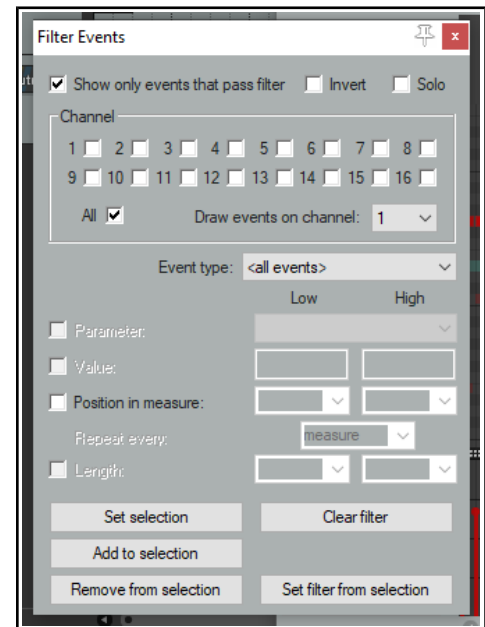 Filter Events
Show only events that pass filter Invert Solo
Channel
1 2 3 4 5 6 7 8
9 10 11 12 13 14 15 16
All Draw events on channel: 1
Event type: <all events>
Low High
Parameter:
Value:
Position in measure:
Repeat every: measure
Length:
Set selection Clear filter
Add to selection
Remove from selection Set filter from selection